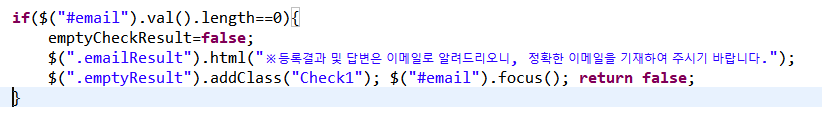 if($("#email").val().length==0){
    emptyCheckResult=false;
    $(".emailResult").html("※등록결과 및 답변은 이메일로 알려드리오니, 정확한 이메일을 기재하여 주시기 바랍니다.");
    $(".emptyResult").addClass("Check1"); $("#email").focus(); return false;
}